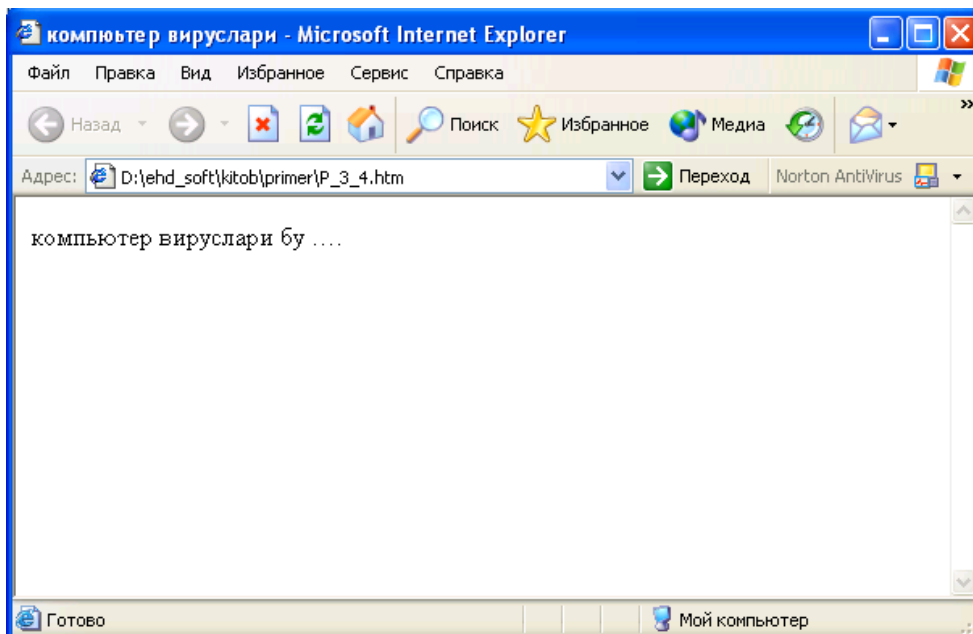 компюьтер вируслари - Microsoft Internet Explorer
Файл Правка Вид Избранное Сервис Справка
Назад Поиск Избранное Медиа »
Адрес: D:\ehd_soft\kitob\primer\P_3_4.htm Переход Norton AntiVirus
компьютер вируслари бу ....
Готово Мой компьютер